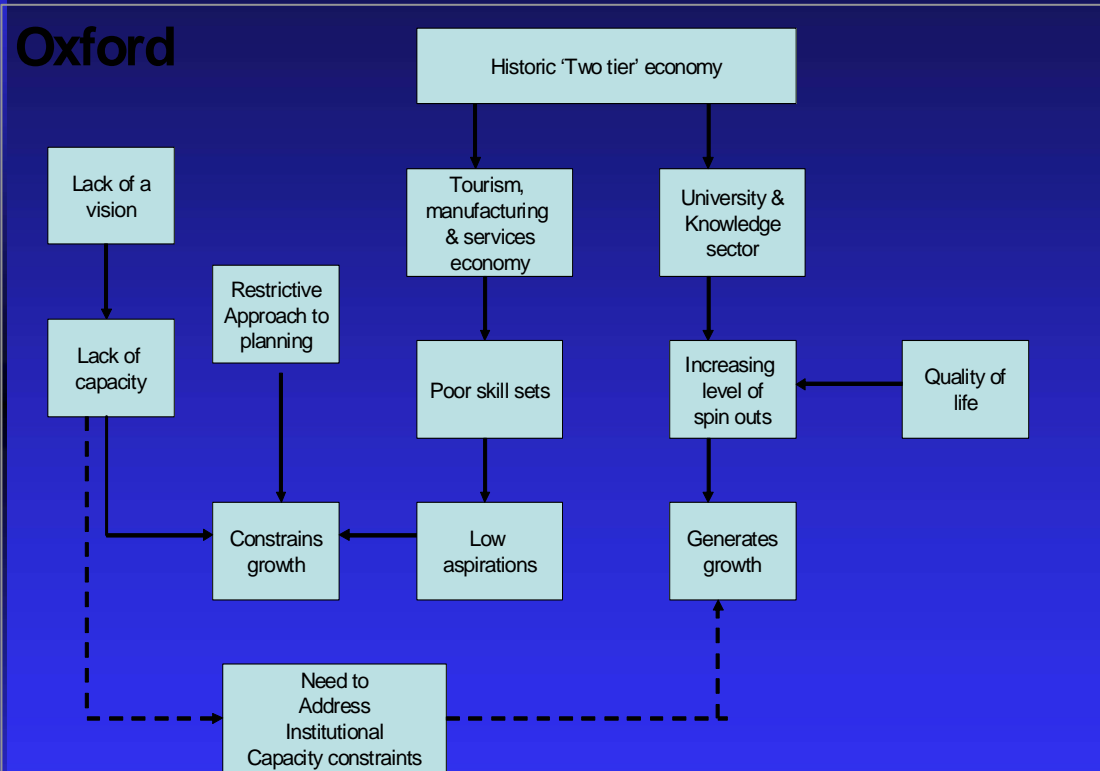 Oxford
Historic ‘Two tier’ economy
Lack of a
vision
Tourism,
manufacturing
& services
economy
University &
Knowledge
sector
Restrictive
Approach to
planning
Lack of
capacity
Poor skill sets
Increasing
level of
spin outs
Quality of
life
Constrains
growth
Low
aspirations
Generates
growth
Need to
Address
Institutional
Capacity constraints